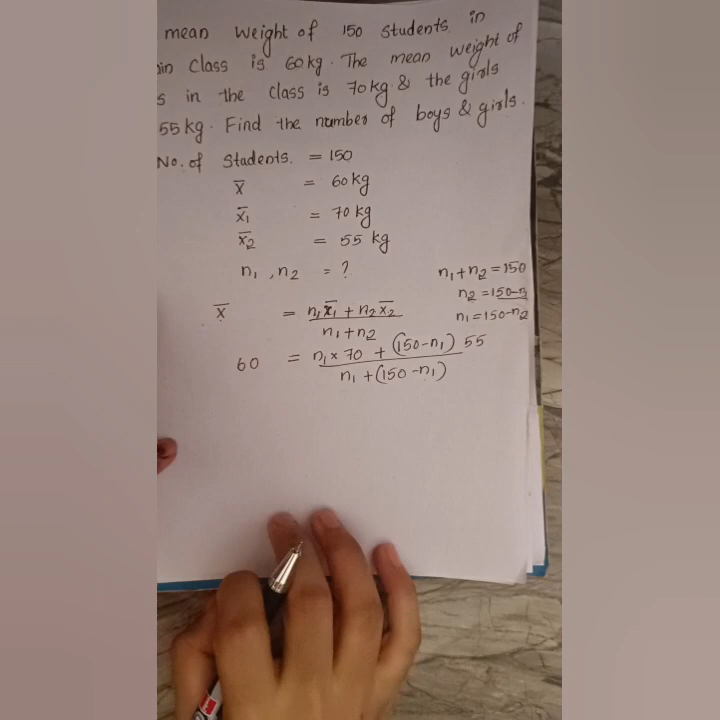 mean weight of 150 students in
in class is 60kg. The mean weight of
s in the class is 70kg & the girls
55kg. Find the number of boys & girls.
No. of Students. = 150
x̄ = 60kg
x̄₁ = 70kg
x̄₂ = 55 kg
n₁, n₂ = ?
n₁+n₂ = 150
n₂ = 150-n₁
n₁ = 150-n₂
x̄ = n₁x̄₁ + n₂x̄₂ / n₁+n₂
60 = n₁ x 70 + (150-n₁) 55 / n₁ + (150-n₁)